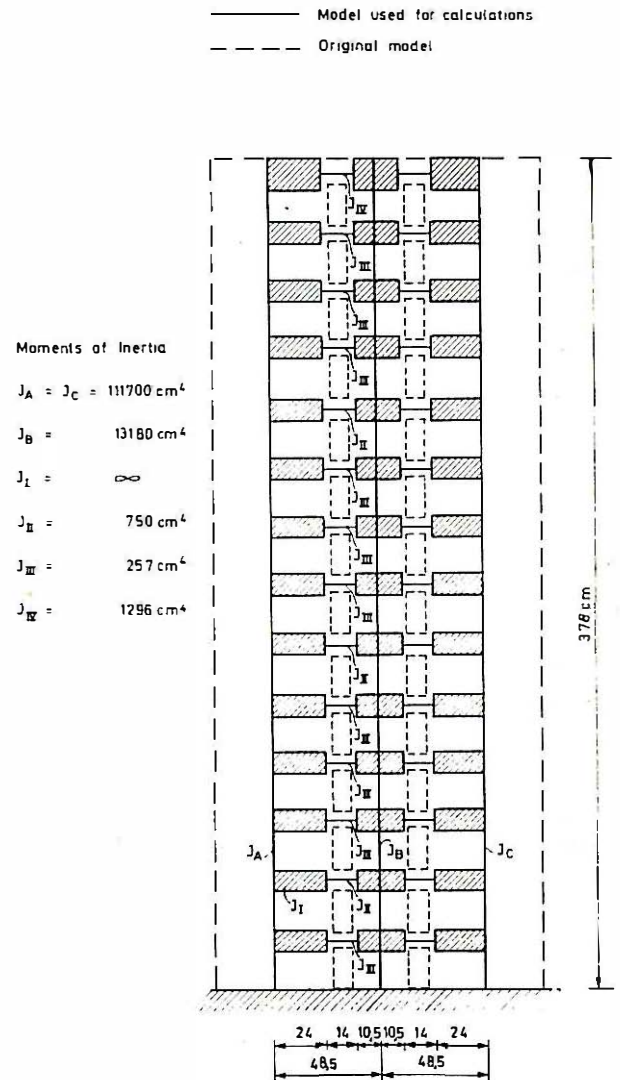 Model used for calculations
Original model
J_IV
J_III
J_III
Moments of Inertia
J_III
J_A = J_C = 111700 cm⁴
J_II
J_B = 13180 cm⁴
J_III
J_I = ∞
J_III
J_II = 750 cm⁴
J_III = 257 cm⁴
J_III
J_IV = 1296 cm⁴
378 cm
J_II
J_III
J_III
J_A J_III J_B J_C
J_I J_II
J_III
24 14 10,5 10,5 14 24
48,5 48,5